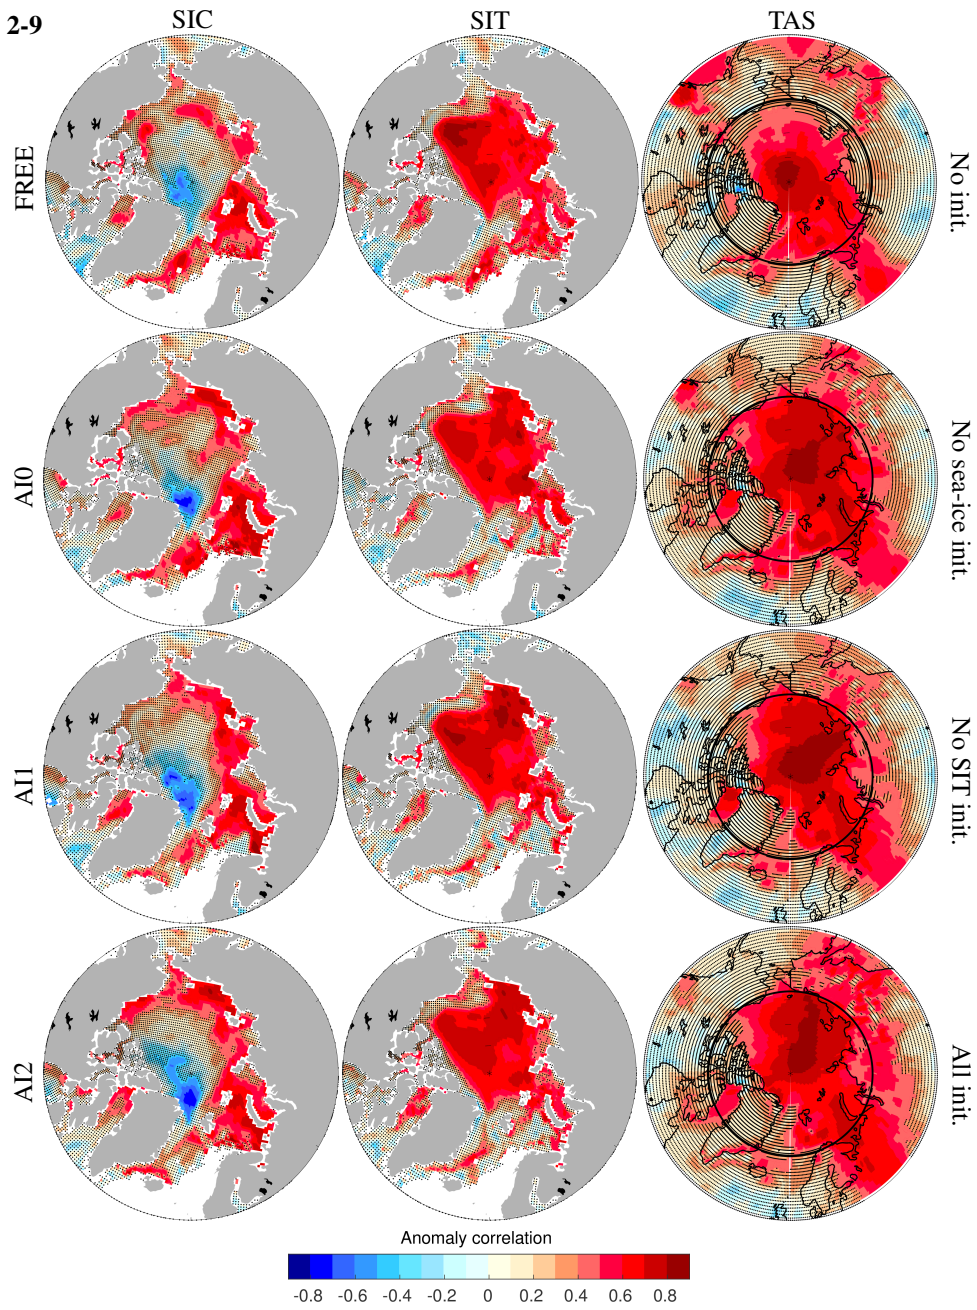 2-9
SIC SIT TAS
FREE
No init.
AI0
No sea-ice init.
AI1
No SIT init.
AI2
All init.
Anomaly correlation
-0.8 -0.6 -0.4 -0.2 0 0.2 0.4 0.6 0.8